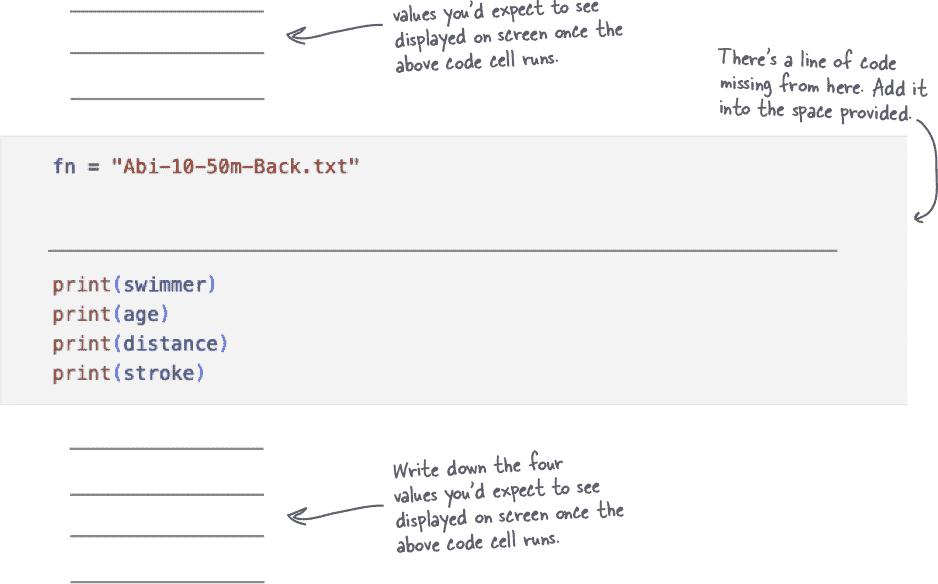 values you'd expect to see
displayed on screen once the
above code cell runs.
There's a line of code
missing from here. Add it
into the space provided.
fn = "Abi-10-50m-Back.txt"
print(swimmer)
print(age)
print(distance)
print(stroke)
Write down the four
values you'd expect to see
displayed on screen once the
above code cell runs.